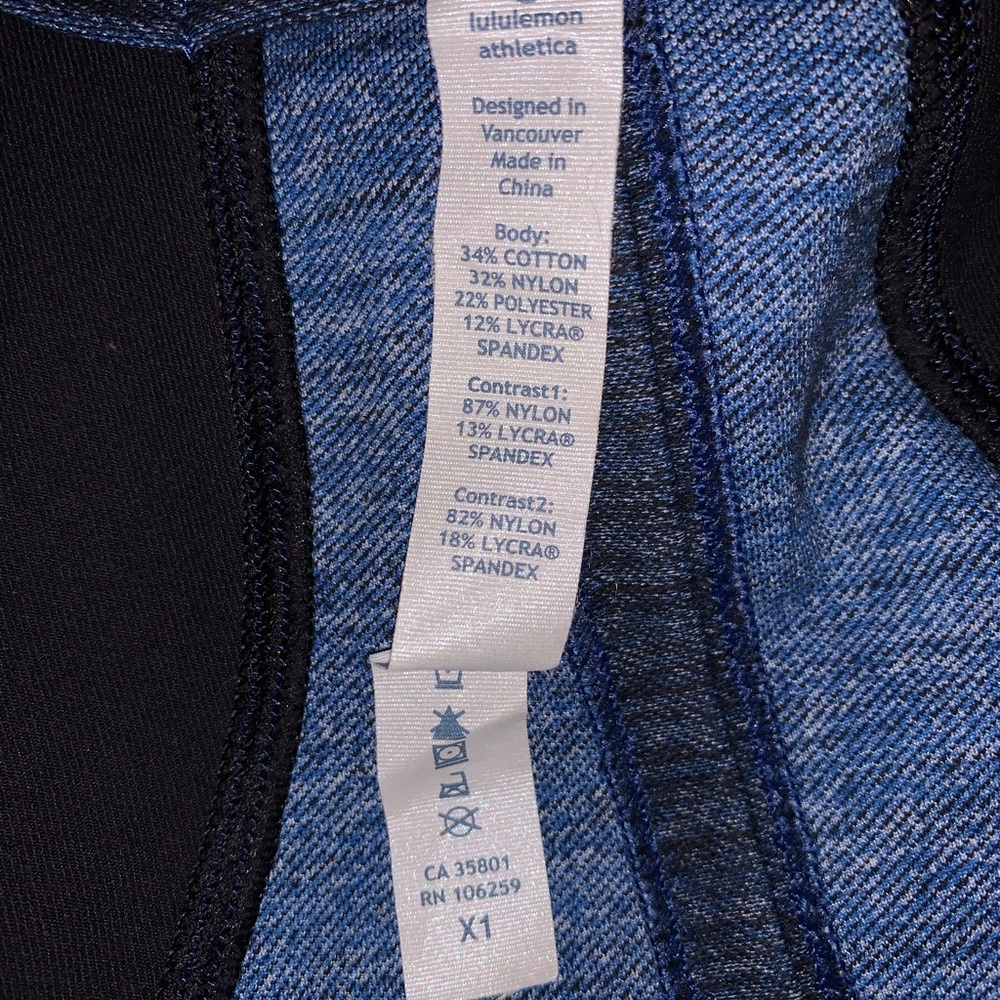 lululemon
athletica
Designed in
Vancouver
Made in
China
Body:
34% COTTON
32% NYLON
22% POLYESTER
12% LYCRA®
SPANDEX
Contrast1:
87% NYLON
13% LYCRA®
SPANDEX
Contrast2:
82% NYLON
18% LYCRA®
SPANDEX
CA 35801
RN 106259
X1